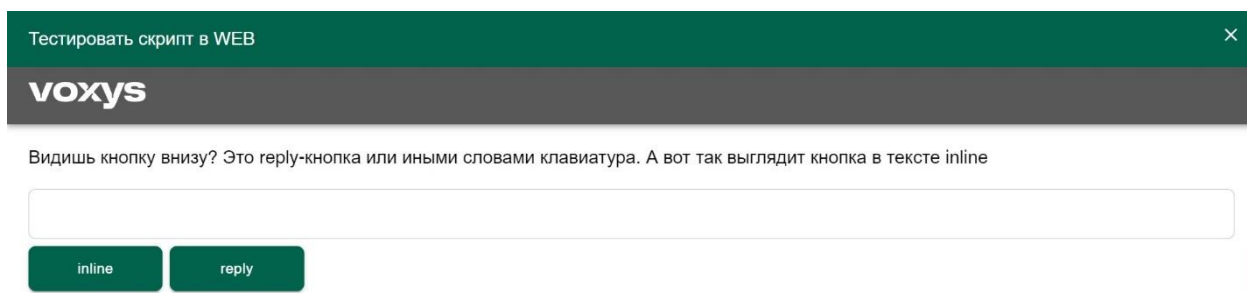 Тестировать скрипт в WEB
voxys
Видишь кнопку внизу? Это reply-кнопка или иными словами клавиатура. А вот так выглядит кнопка в тексте inline
inline
reply